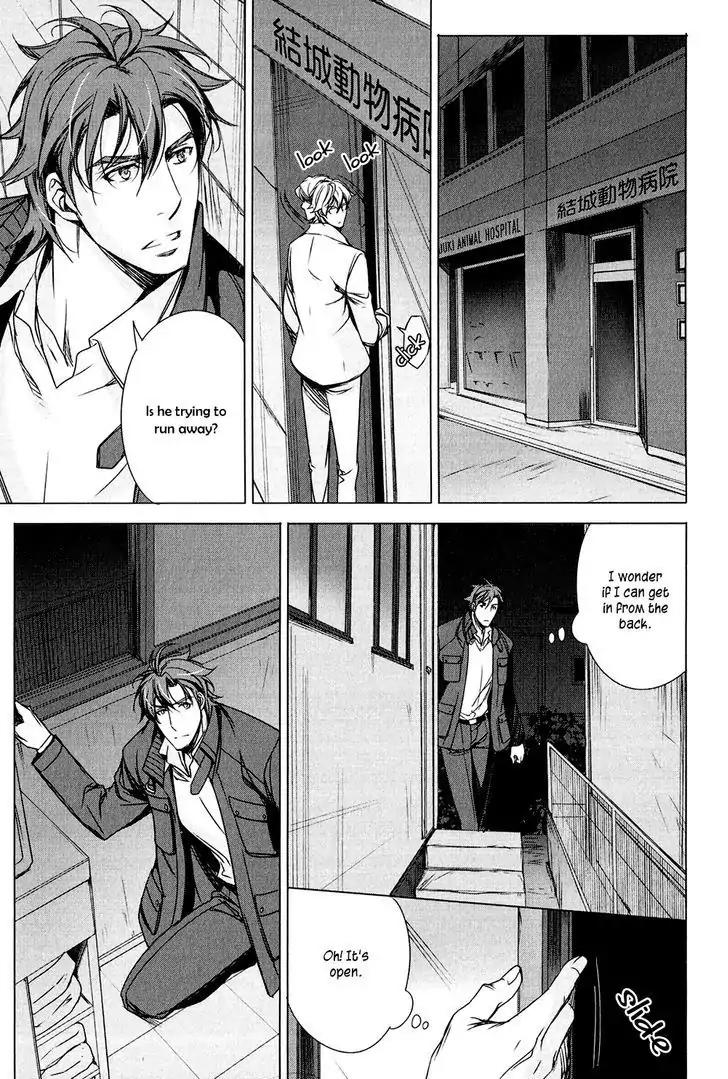 結城動物病院
UKI ANIMAL HOSPITAL
結城動物病院
look
look
click
Is he trying to
run away?
I wonder
if I can get
in from the
back.
Oh! It's
open.
slide